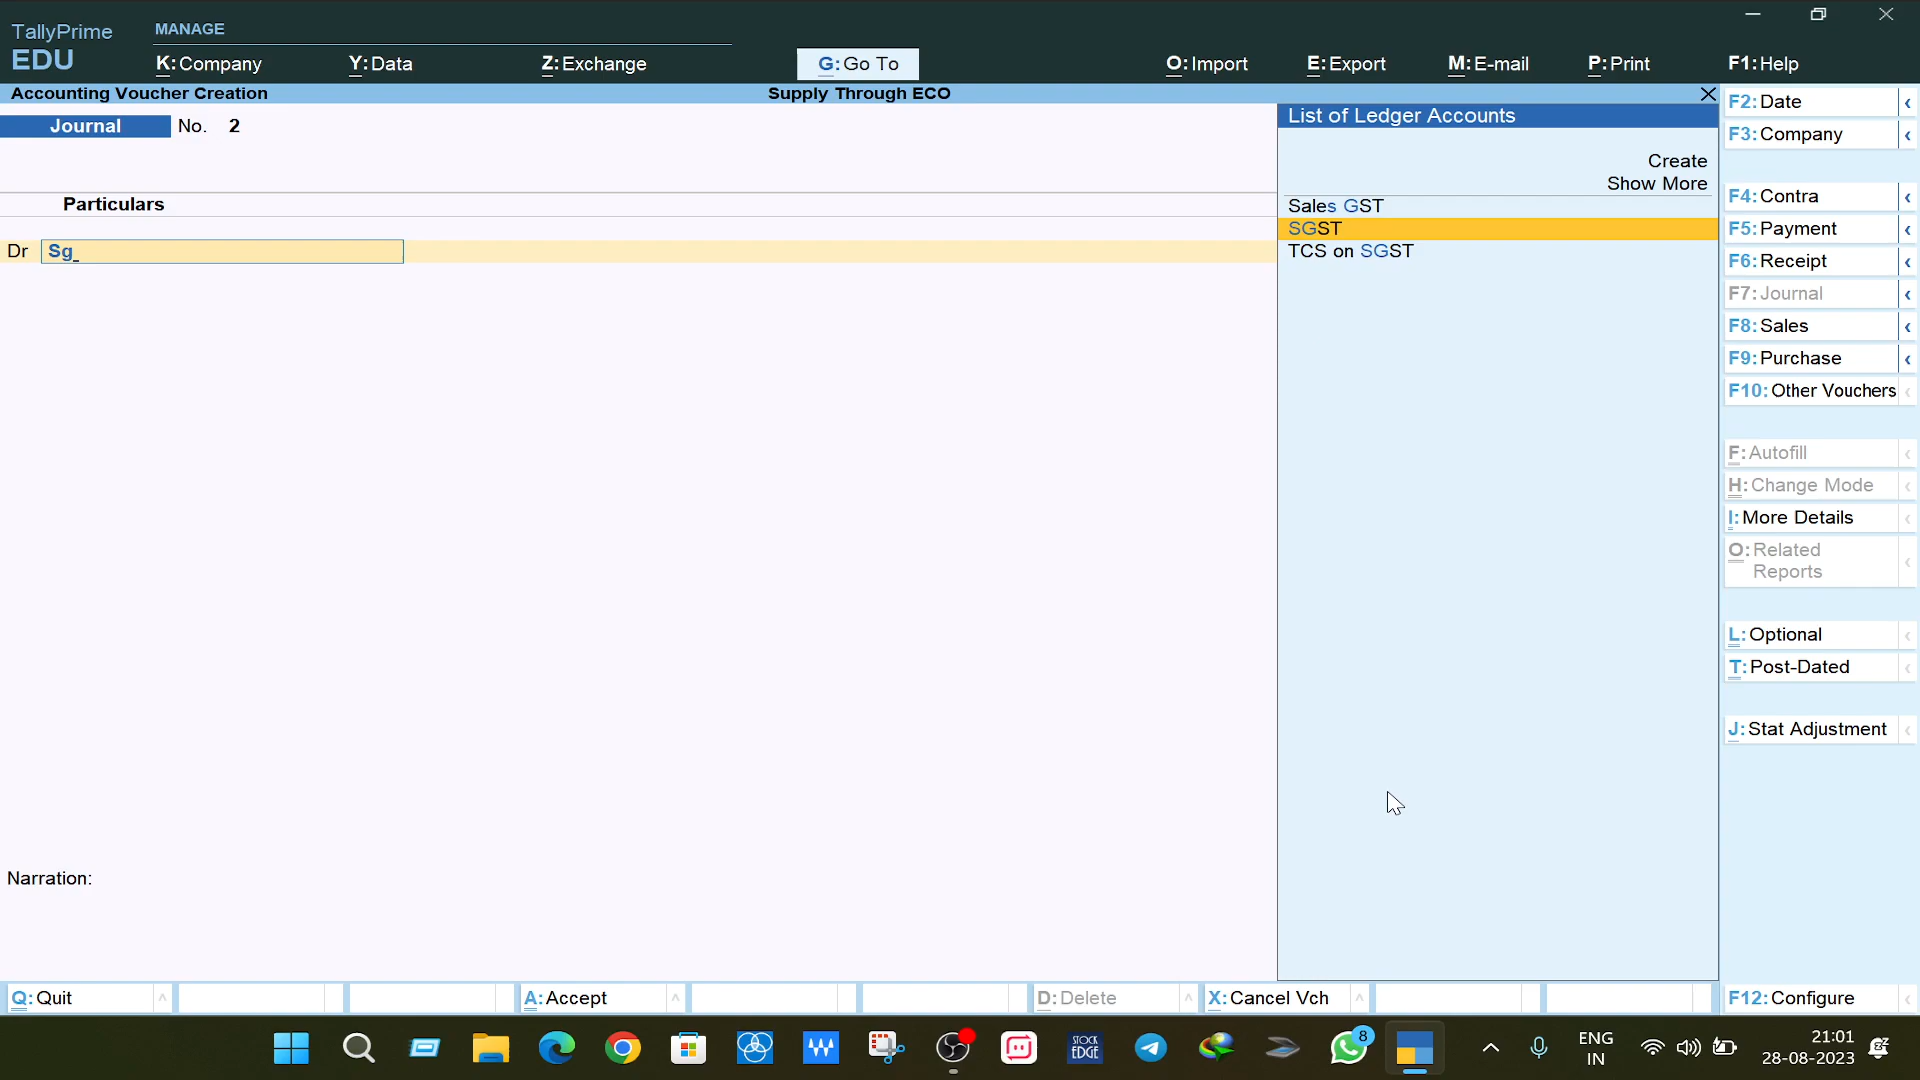 TallyPrime
EDU
MANAGE
K:Company
Y:Data
Z:Exchange
G:Go To
O:Import
E:Export
M:E-mail
P:Print
F1:Help
Accounting Voucher Creation
Supply Through ECO
Journal No. 2
Particulars
Dr Sg
List of Ledger Accounts
Create
Show More
Sales GST
SGST
TCS on SGST
Narration:
F2:Date
F3:Company
F4:Contra
F5:Payment
F6:Receipt
F7:Journal
F8:Sales
F9:Purchase
F10:Other Vouchers
F:Autofill
H:Change Mode
I:More Details
O:Related
Reports
L:Optional
T:Post-Dated
J:Stat Adjustment
Q:Quit
A:Accept
D:Delete
X:Cancel Vch
F12:Configure
STOCK
EDGE
8
ENG
IN
21:01
28-08-2023